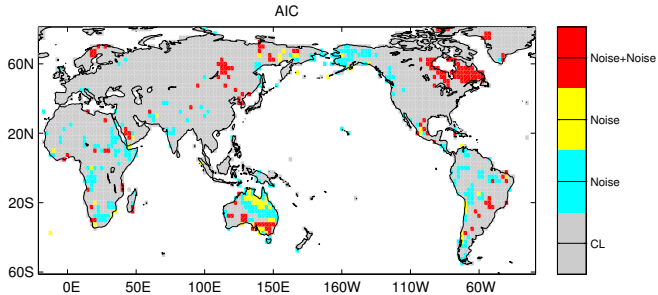 AIC
60N
20N
20S
60S
0E
50E
100E
150E
160W
110W
60W
Noise+Noise
Noise
Noise
CL